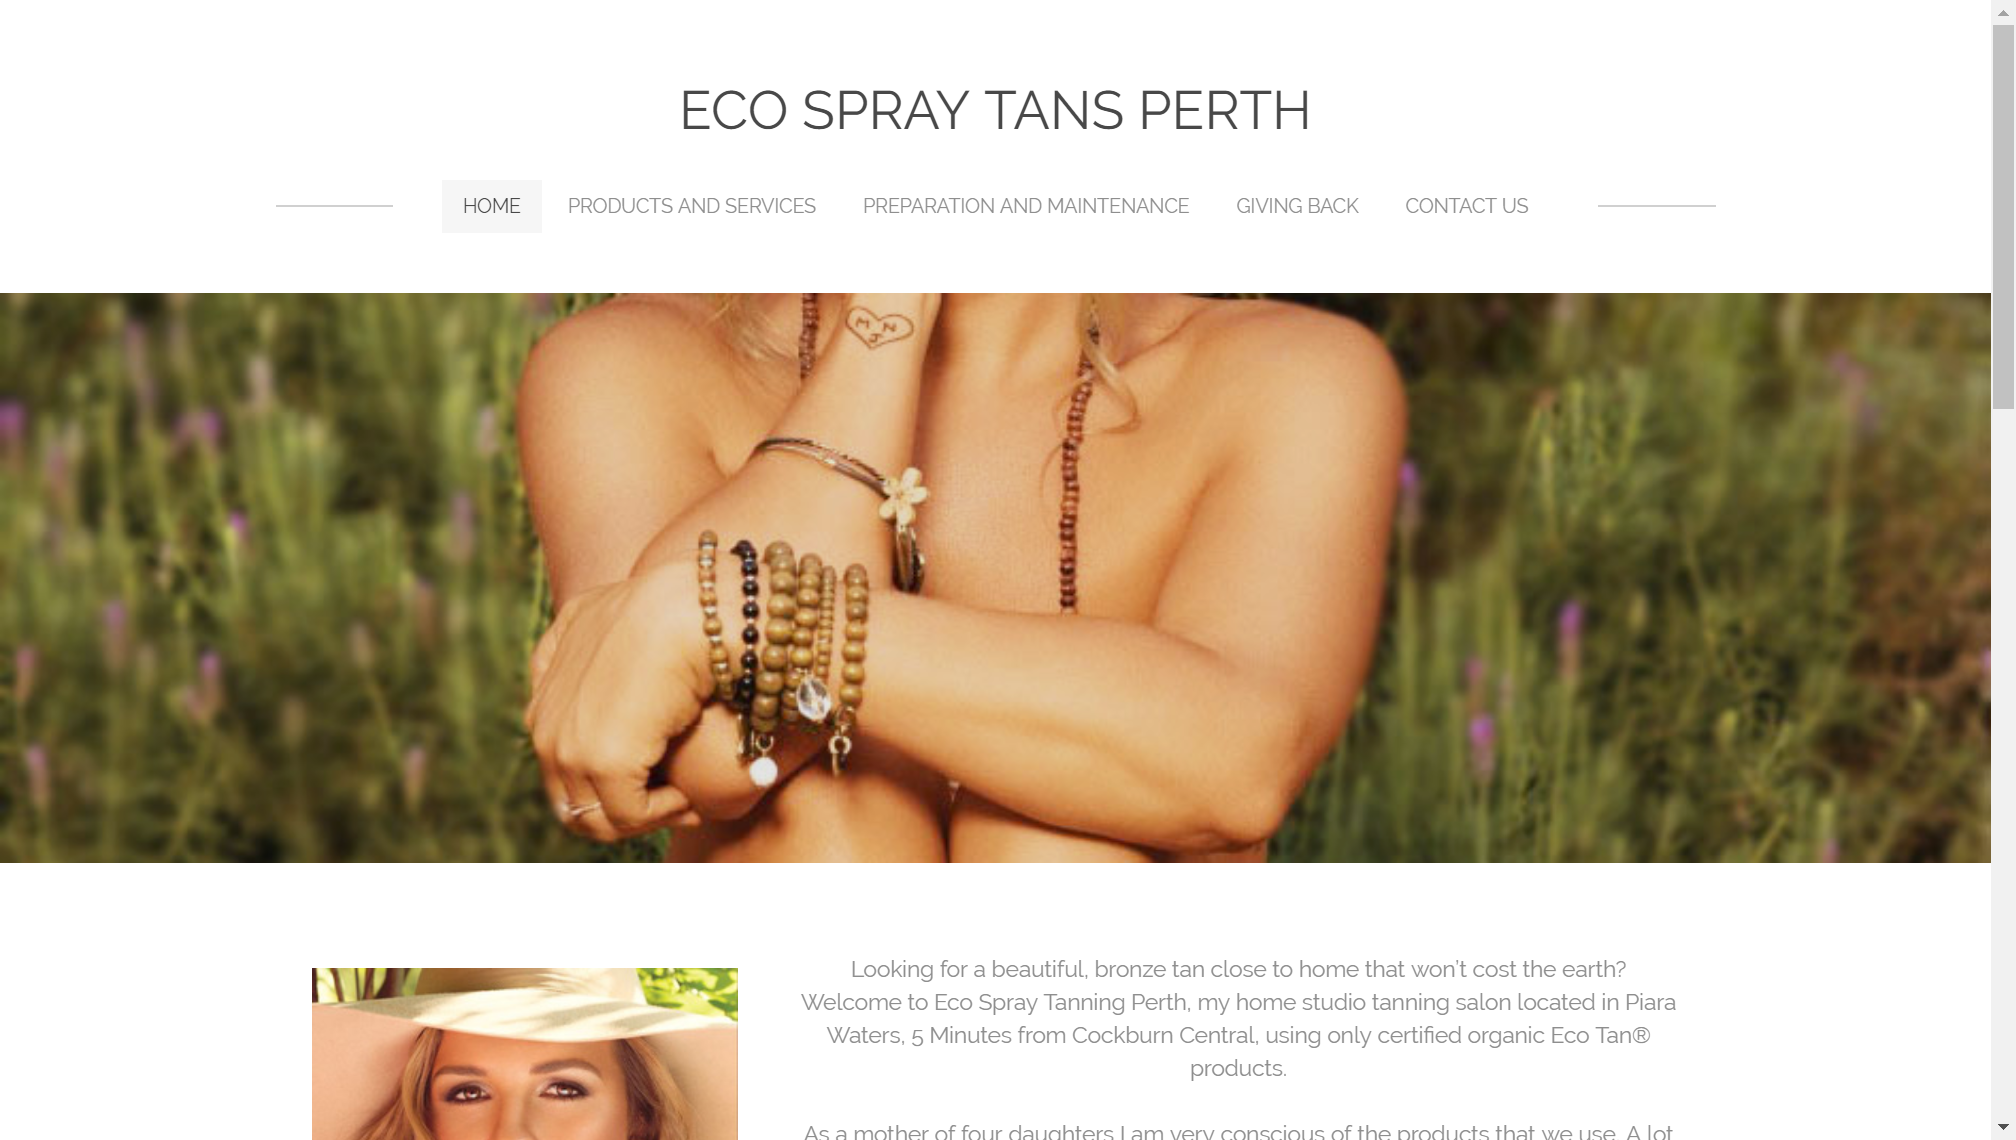 ECO SPRAY TANS PERTH
HOME PRODUCTS AND SERVICES PREPARATION AND MAINTENANCE GIVING BACK CONTACT US
M N
J
Looking for a beautiful, bronze tan close to home that won’t cost the earth?
Welcome to Eco Spray Tanning Perth, my home studio tanning salon located in Piara
Waters, 5 Minutes from Cockburn Central, using only certified organic Eco Tan®
products.
As a mother of four daughters I am very conscious of the products that we use. A lot